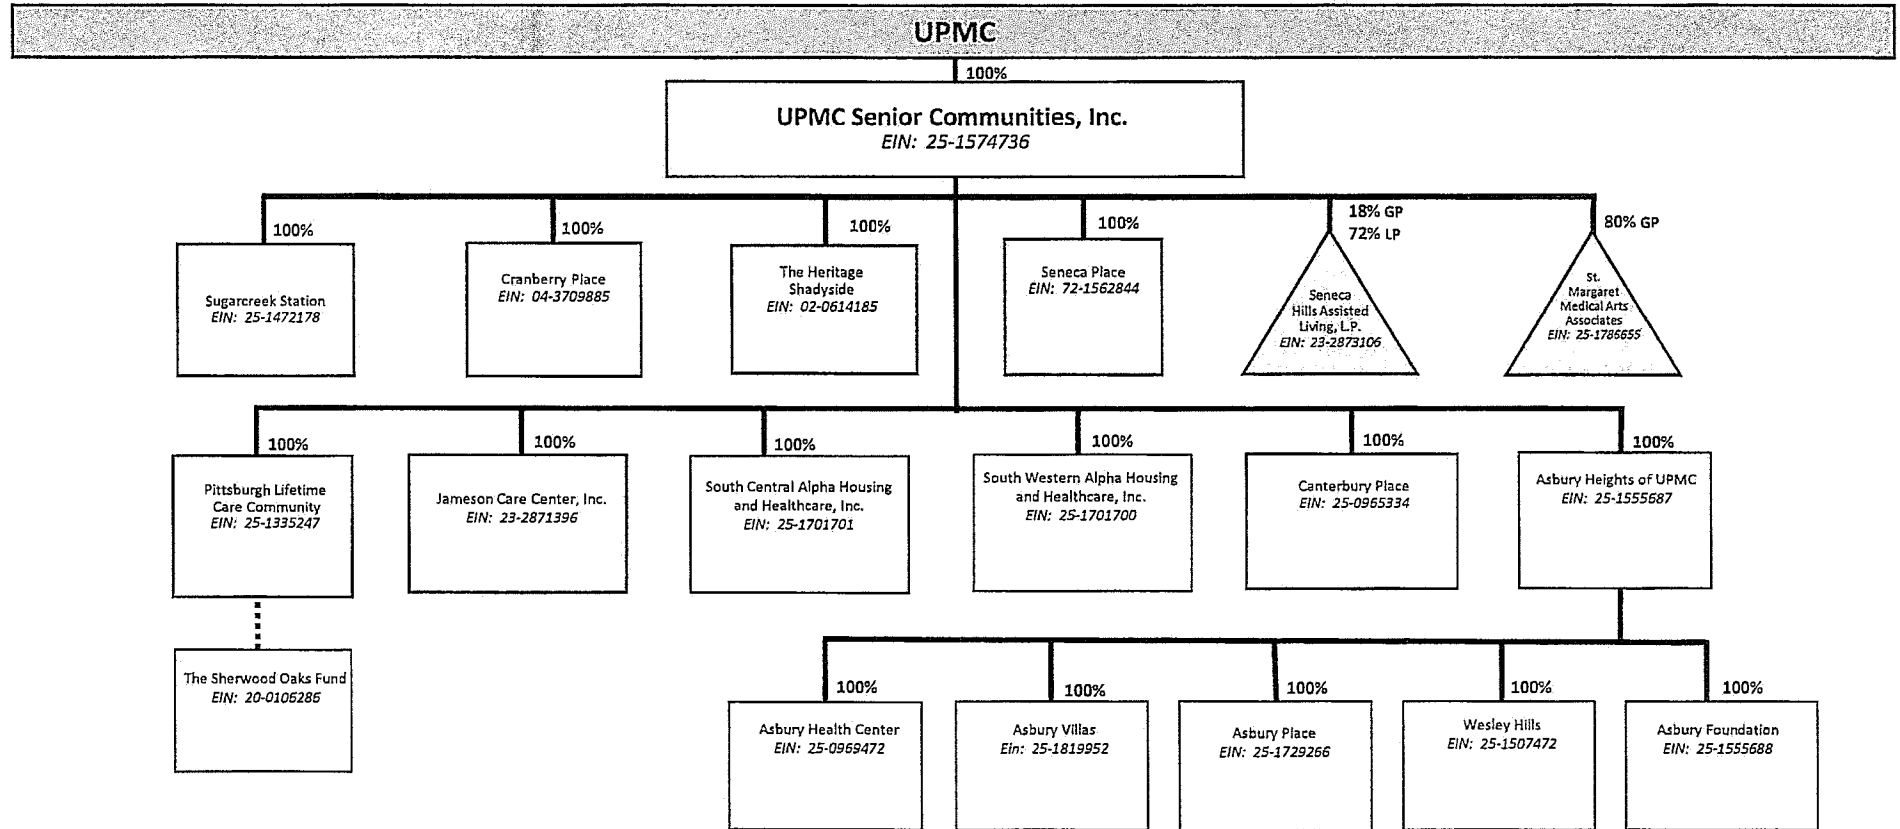 UPMC
100%
UPMC Senior Communities, Inc.
EIN: 25-1574736
100%
Sugarcreek Station
EIN: 25-1472178
100%
Cranberry Place
EIN: 04-3709885
100%
The Heritage
Shadyside
EIN: 02-0614185
100%
Seneca Place
EIN: 72-1562844
18% GP
72% LP
Seneca
Hills Assisted
Living, L.P.
EIN: 23-2873106
80% GP
St.
Margaret
Medical Arts
Associates
EIN: 25-1786655
100%
Pittsburgh Lifetime
Care Community
EIN: 25-1335247
100%
Jameson Care Center, Inc.
EIN: 23-2871396
100%
South Central Alpha Housing
and Healthcare, Inc.
EIN: 25-1701701
100%
South Western Alpha Housing
and Healthcare, Inc.
EIN: 25-1701700
100%
Canterbury Place
EIN: 25-0965334
100%
Asbury Heights of UPMC
EIN: 25-1555687
The Sherwood Oaks Fund
EIN: 20-0106286
100%
Asbury Health Center
EIN: 25-0969472
100%
Asbury Villas
Ein: 25-1819952
100%
Asbury Place
EIN: 25-1729266
100%
Wesley Hills
EIN: 25-1507472
100%
Asbury Foundation
EIN: 25-1555688